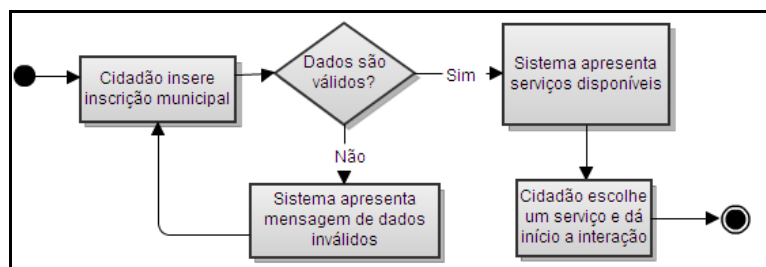 Cidadão insere
inscrição municipal
Dados são
válidos?
Sim
Sistema apresenta
serviços disponíveis
Não
Sistema apresenta
mensagem de dados
inválidos
Cidadão escolhe
um serviço e dá
início a interação